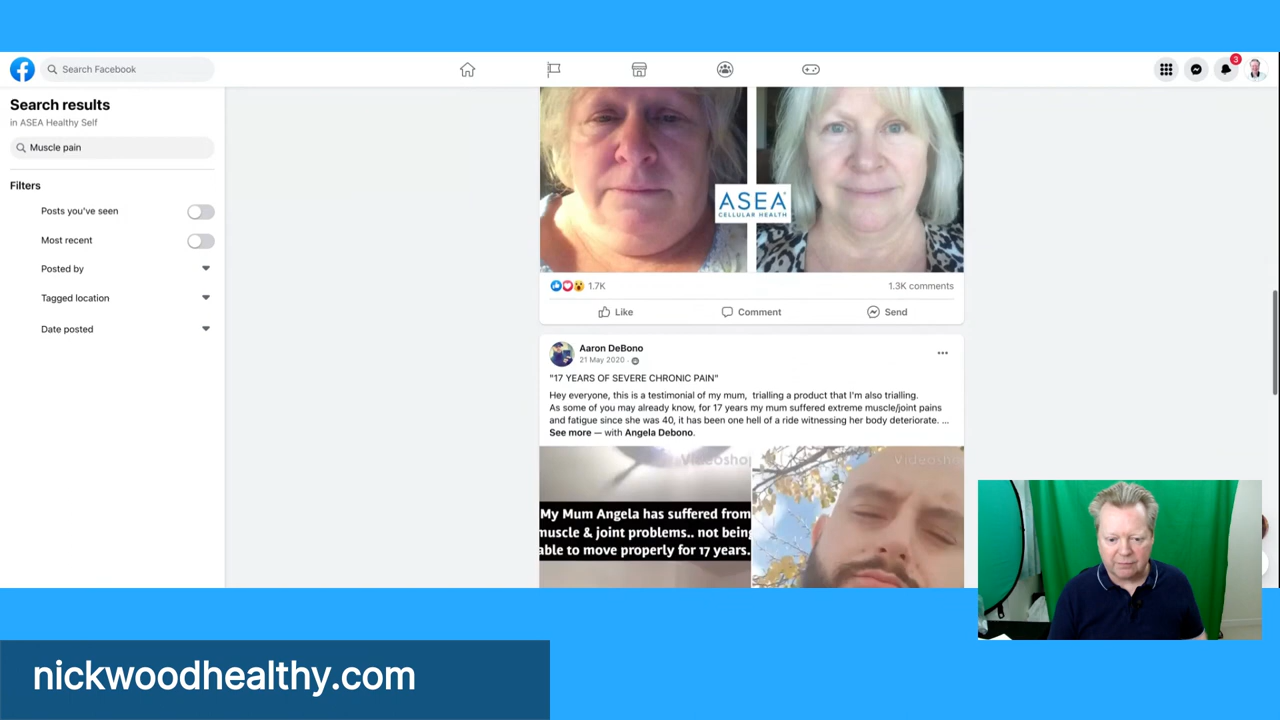 Search Facebook
3
Search results
in ASEA Healthy Self
Muscle pain
Filters
Posts you've seen
Most recent
Posted by
Tagged location
Date posted
ASEA
CELLULAR HEALTH
1.7K
1.3K comments
Like
Comment
Send
Aaron DeBono
21 May 2020 ·
"17 YEARS OF SEVERE CHRONIC PAIN"
Hey everyone, this is a testimonial of my mum, trialling a product that I'm also trialling.
As some of you may already know, for 17 years my mum suffered extreme muscle/joint pains
and fatigue since she was 40, it has been one hell of a ride witnessing her body deteriorate. ...
See more — with Angela Debono.
Videoshop
Videoshop
My Mum Angela has suffered from
muscle & joint problems.. not being
able to move properly for 17 years.
nickwoodhealthy.com